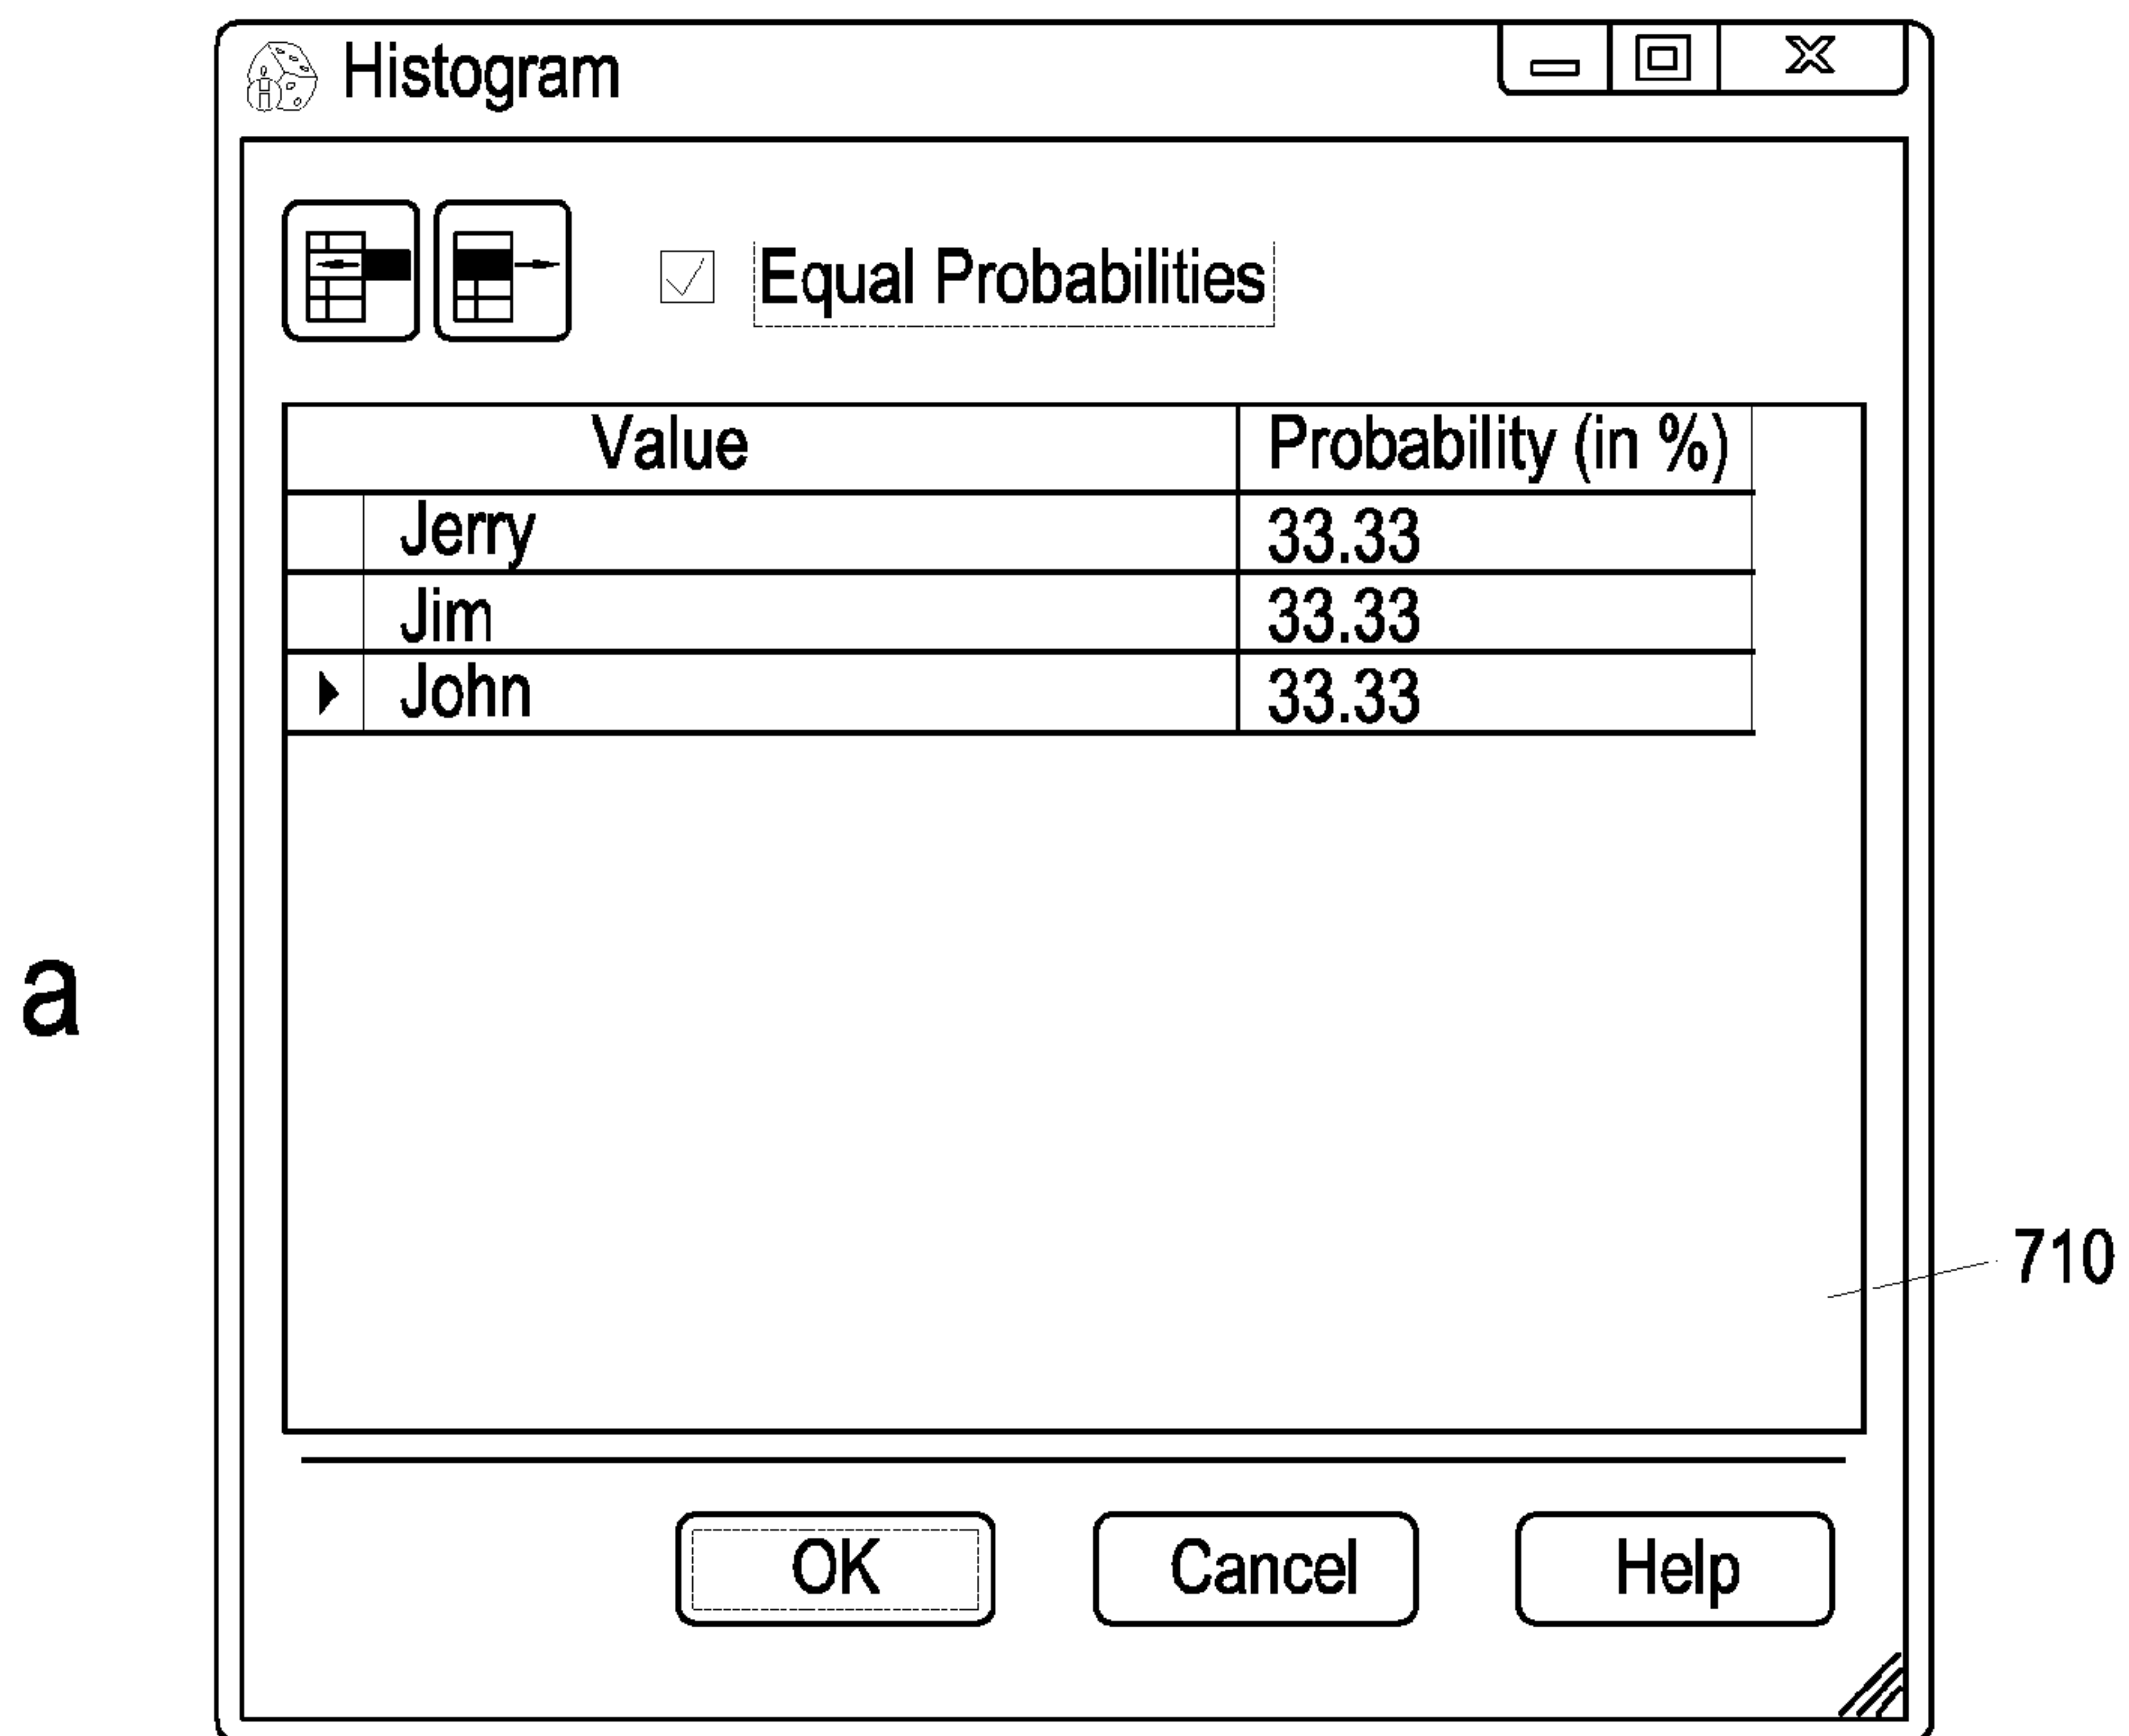 Histogram
Equal Probabilities
Value Probability (in %)
Jerry 33.33
Jim 33.33
John 33.33
a
710
OK Cancel Help